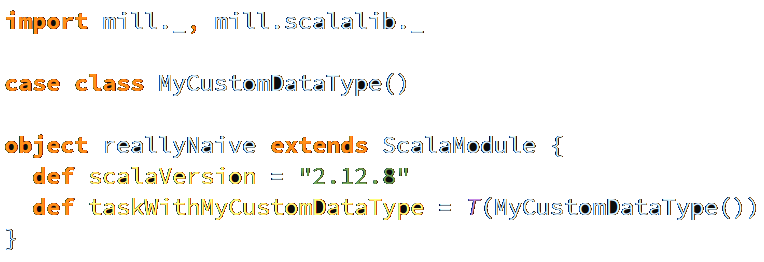 import mill._, mill.scalalib._
case class MyCustomDataType()
object reallyNaive extends ScalaModule {
  def scalaVersion = "2.12.8"
  def taskWithMyCustomDataType = T(MyCustomDataType())
}